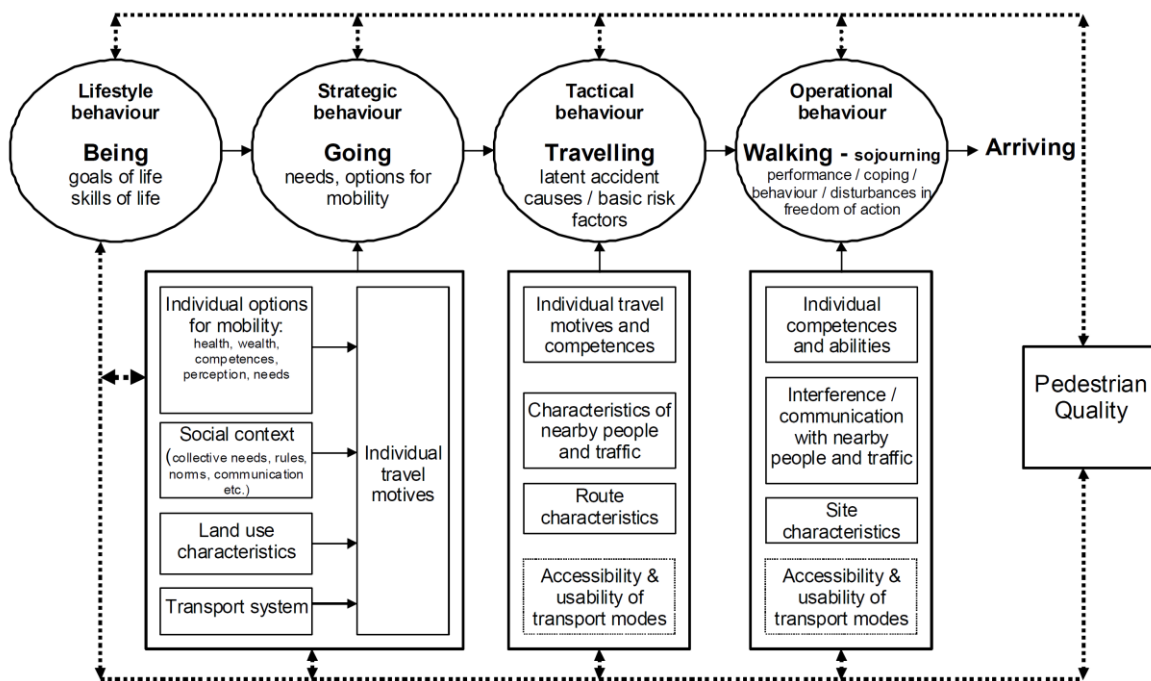 Lifestyle
behaviour
Being
goals of life
skills of life
Strategic
behaviour
Going
needs, options for
mobility
Tactical
behaviour
Travelling
latent accident
causes / basic risk
factors
Operational
behaviour
Walking - sojourning
performance / coping /
behaviour / disturbances in
freedom of action
Arriving
Individual options
for mobility:
health, wealth,
competences,
perception, needs
Social context
(collective needs, rules,
norms, communication
etc.)
Land use
characteristics
Transport system
Individual
travel
motives
Individual travel
motives and
competences
Characteristics of
nearby people
and traffic
Route
characteristics
Accessibility &
usability of
transport modes
Individual
competences
and abilities
Interference /
communication
with nearby
people and traffic
Site
characteristics
Accessibility &
usability of
transport modes
Pedestrian
Quality